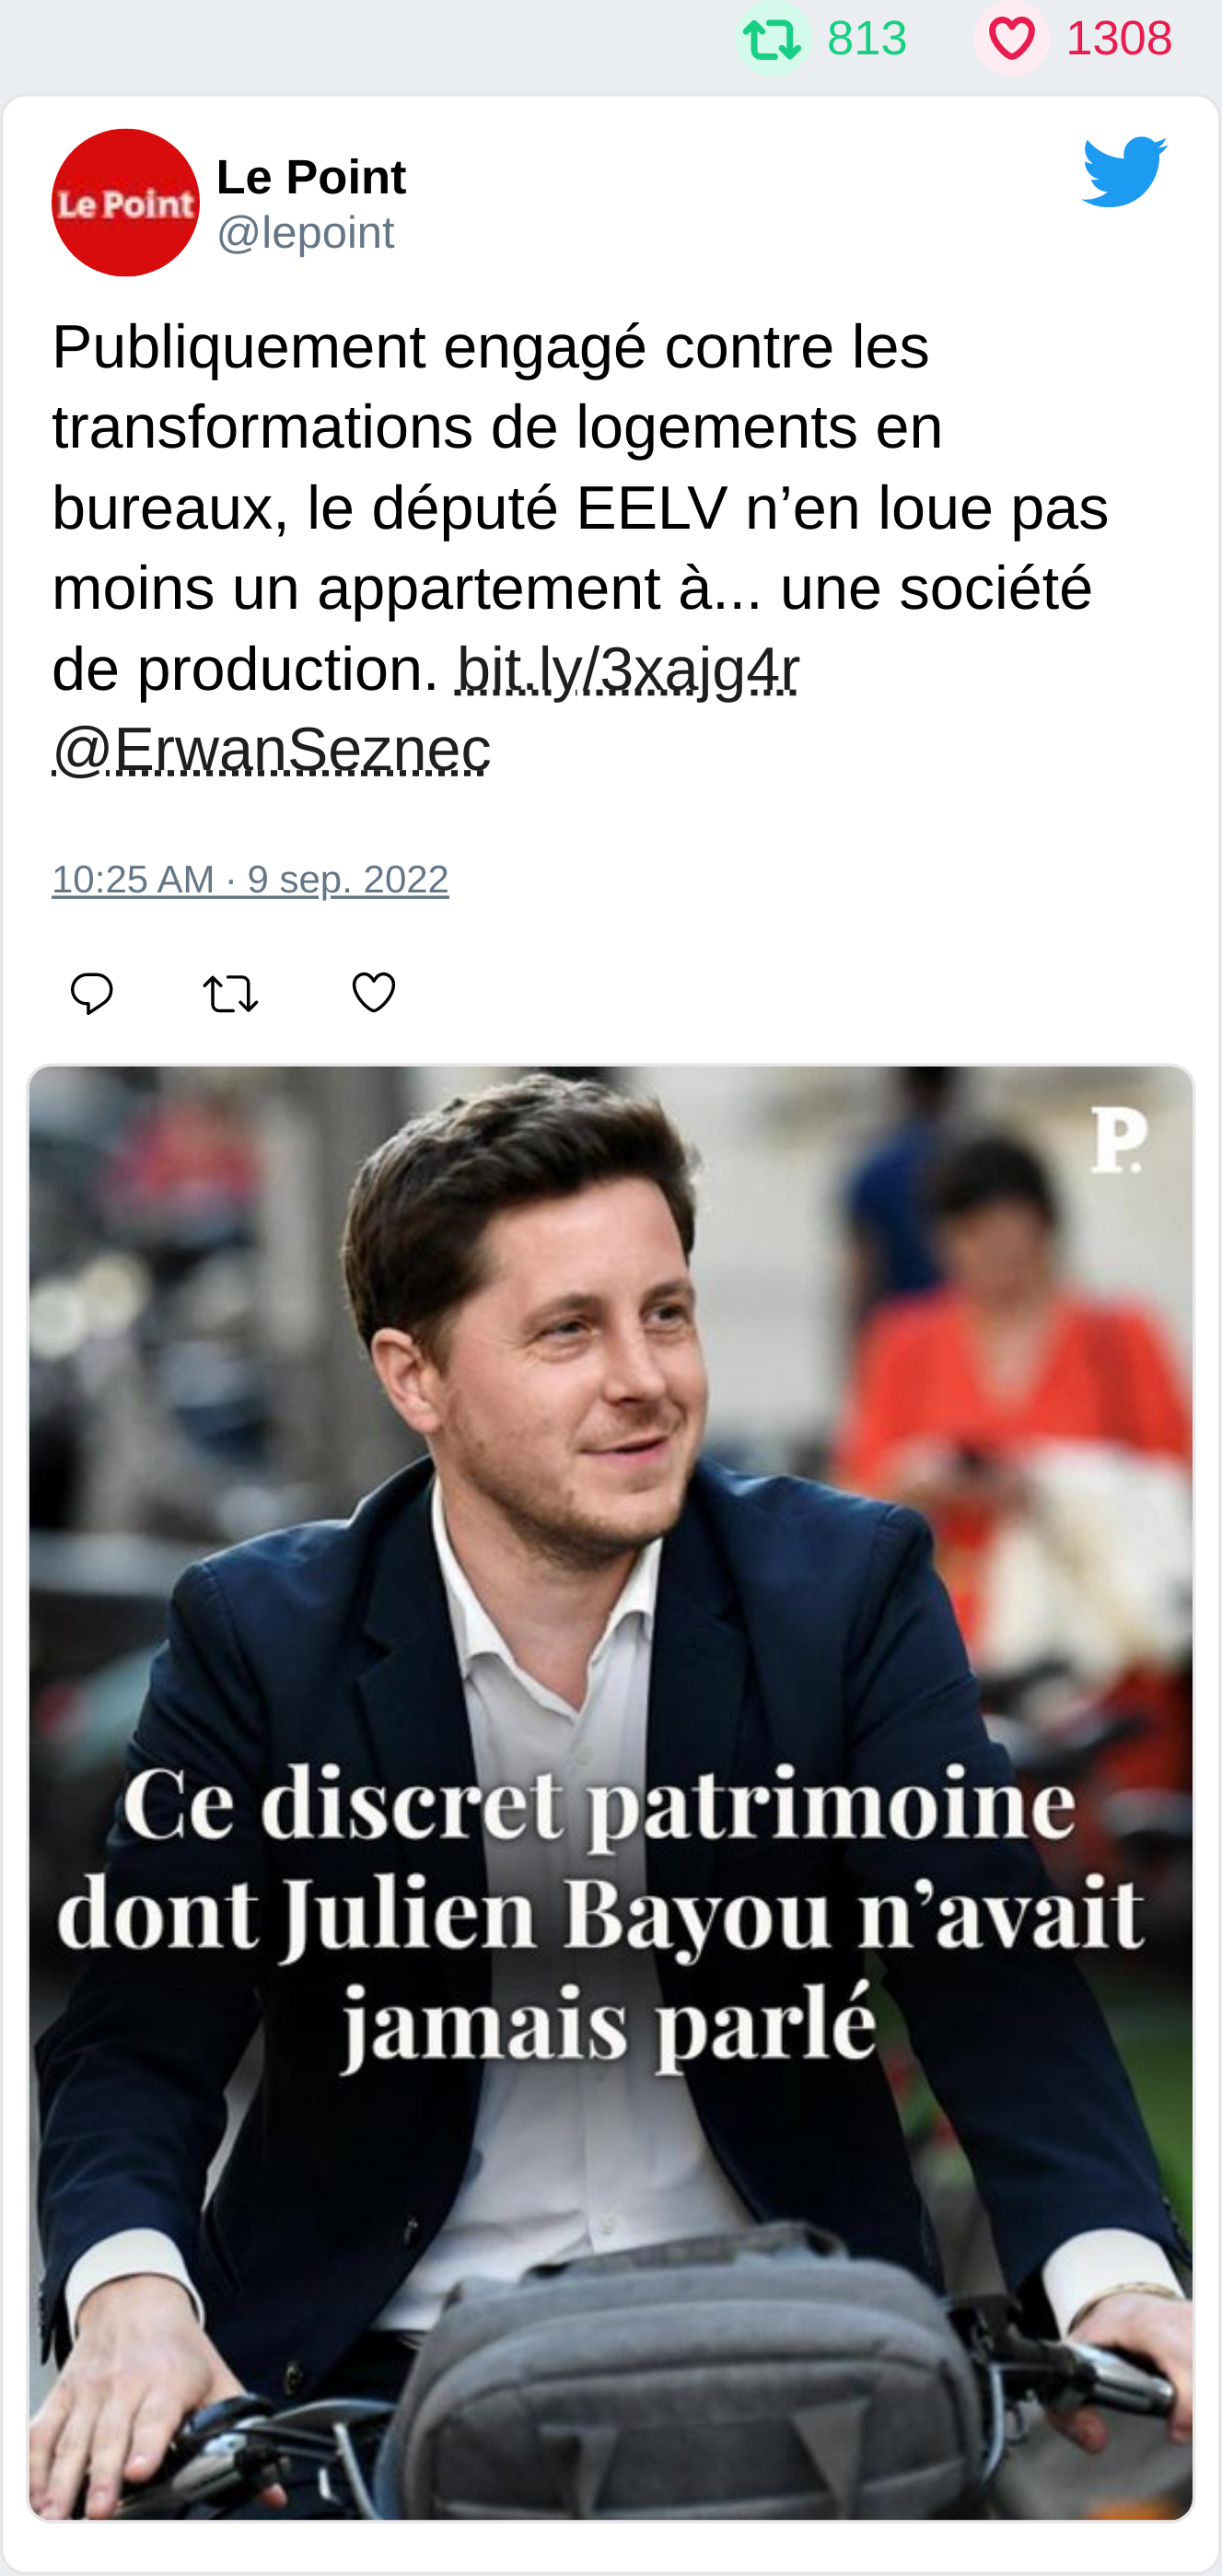 813 1308
Le Point
Le Point
@lepoint
Publiquement engagé contre les
transformations de logements en
bureaux, le député EELV n’en loue pas
moins un appartement à... une société
de production. bit.ly/3xajg4r
@ErwanSeznec
10:25 AM · 9 sep. 2022
P.
Ce discret patrimoine
dont Julien Bayou n’avait
jamais parlé